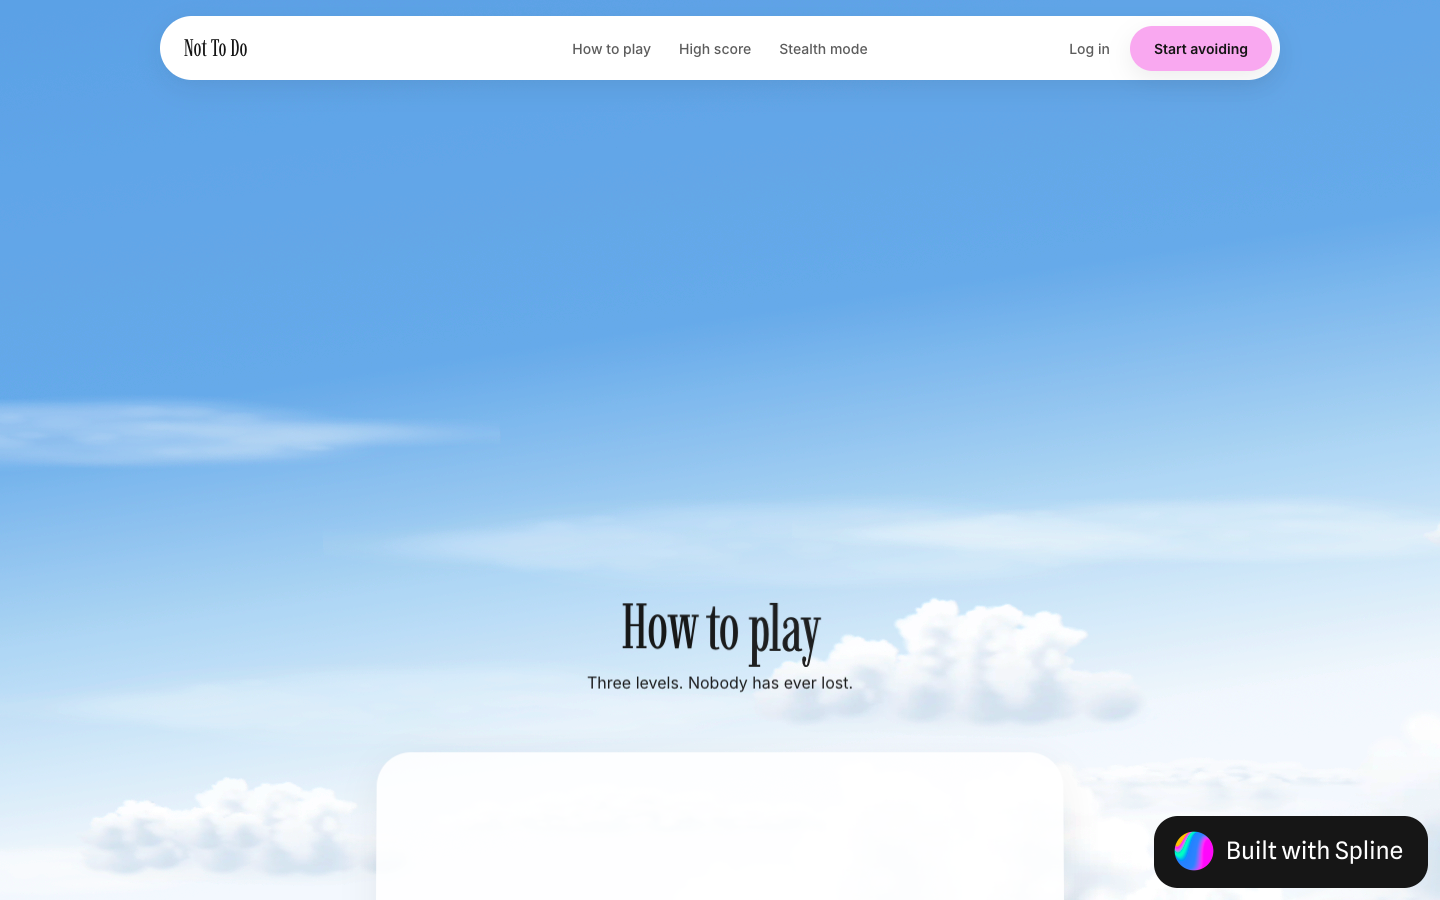 Not To Do
How to play
High score
Stealth mode
Log in
Start avoiding
How to play
Three levels. Nobody has ever lost.
Built with Spline